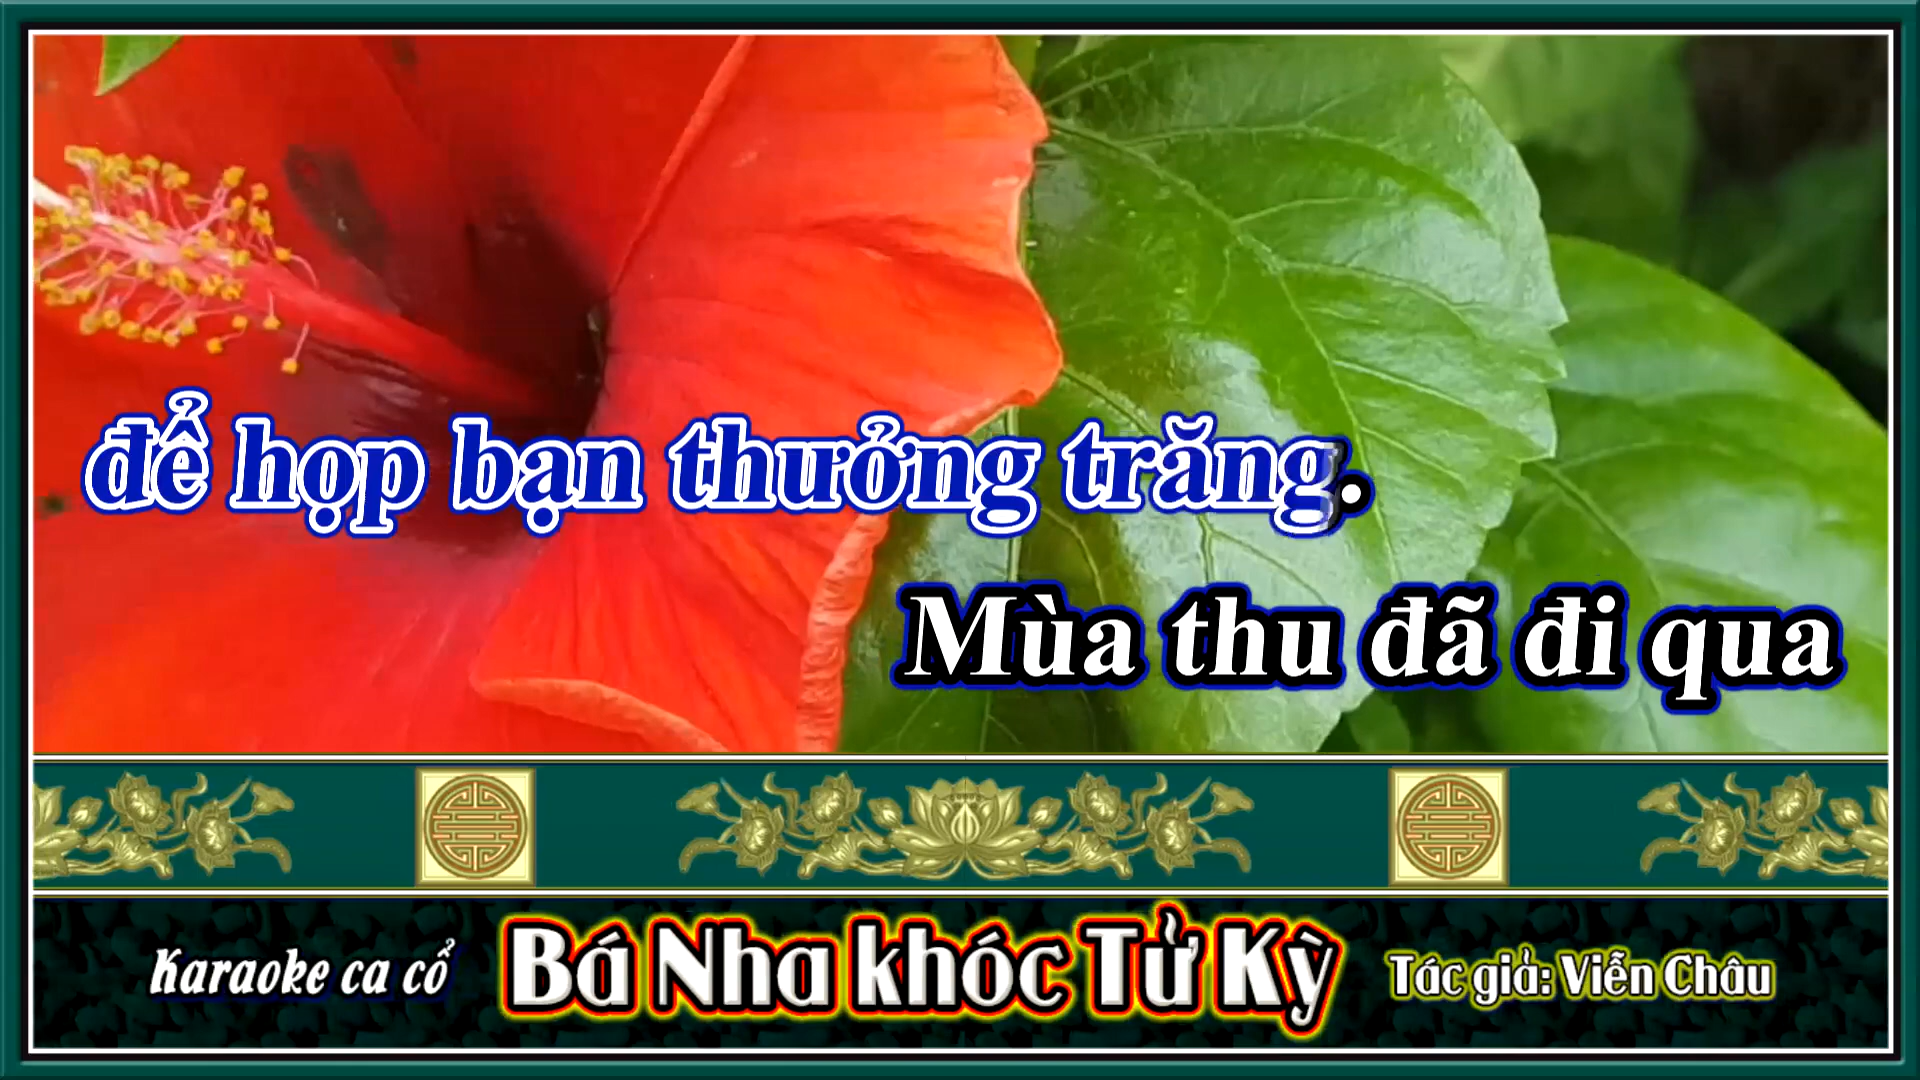 để họp bạn thưởng trăng.
Mùa thu đã đi qua
Karaoke ca cổ
Bá Nha khóc Tử Kỳ
Tác giả: Viễn Châu